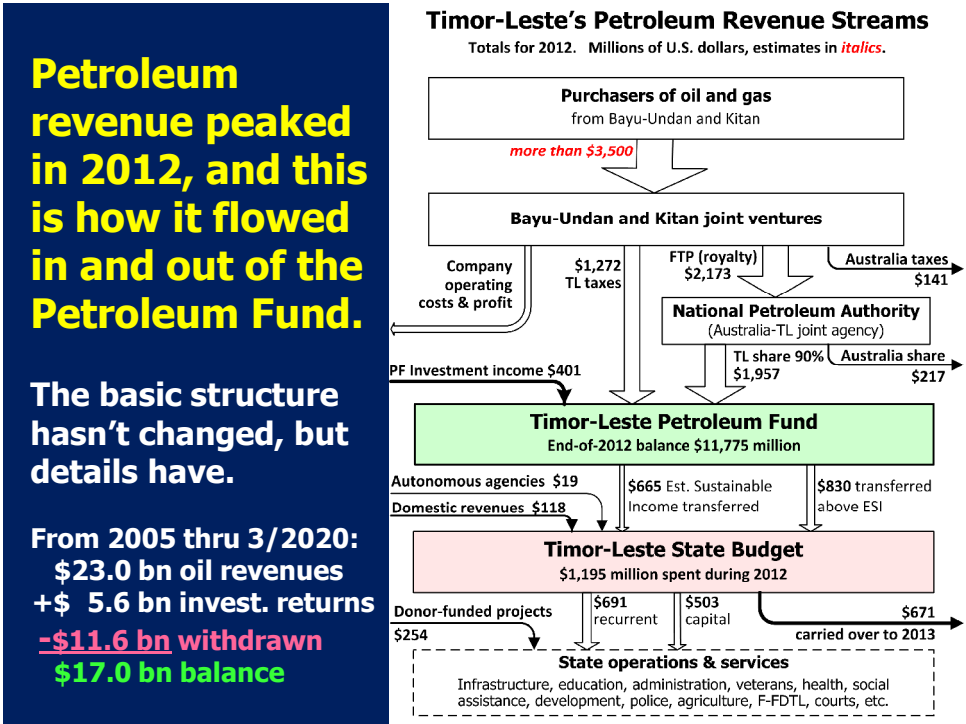 Petroleum
revenue peaked
in 2012, and this
is how it flowed
in and out of the
Petroleum Fund.
The basic structure
hasn't changed, but
details have.
From 2005 thru 3/2020:
$23.0 bn oil revenues
+$ 5.6 bn invest. returns
-$11.6 bn withdrawn
$17.0 bn balance
Timor-Leste's Petroleum Revenue Streams
Totals for 2012. Millions of U.S. dollars, estimates in italics.
Purchasers of oil and gas
from Bayu-Undan and Kitan
more than $3,500
Bayu-Undan and Kitan joint ventures
Company
operating
costs & profit
$1,272
TL taxes
FTP (royalty)
$2,173
Australia taxes
$141
National Petroleum Authority
(Australia-TL joint agency)
TL share 90%
$1,957
Australia share
$217
PF Investment income $401
Timor-Leste Petroleum Fund
End-of-2012 balance $11,775 million
Autonomous agencies $19
Domestic revenues $118
$665 Est. Sustainable
Income transferred
$830 transferred
above ESI
Timor-Leste State Budget
$1,195 million spent during 2012
Donor-funded projects
$254
$691
recurrent
$503
capital
$671
carried over to 2013
State operations & services
Infrastructure, education, administration, veterans, health, social
assistance, development, police, agriculture, F-FDTL, courts, etc.